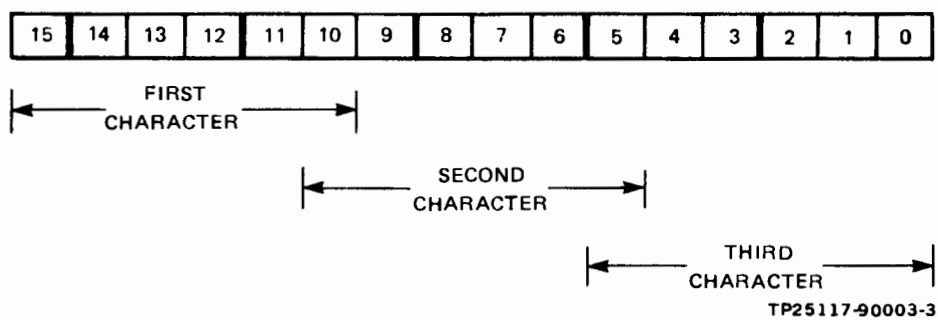 15 14 13 12 11 10 9 8 7 6 5 4 3 2 1 0
FIRST
CHARACTER
SECOND
CHARACTER
THIRD
CHARACTER
TP25117-90003-3